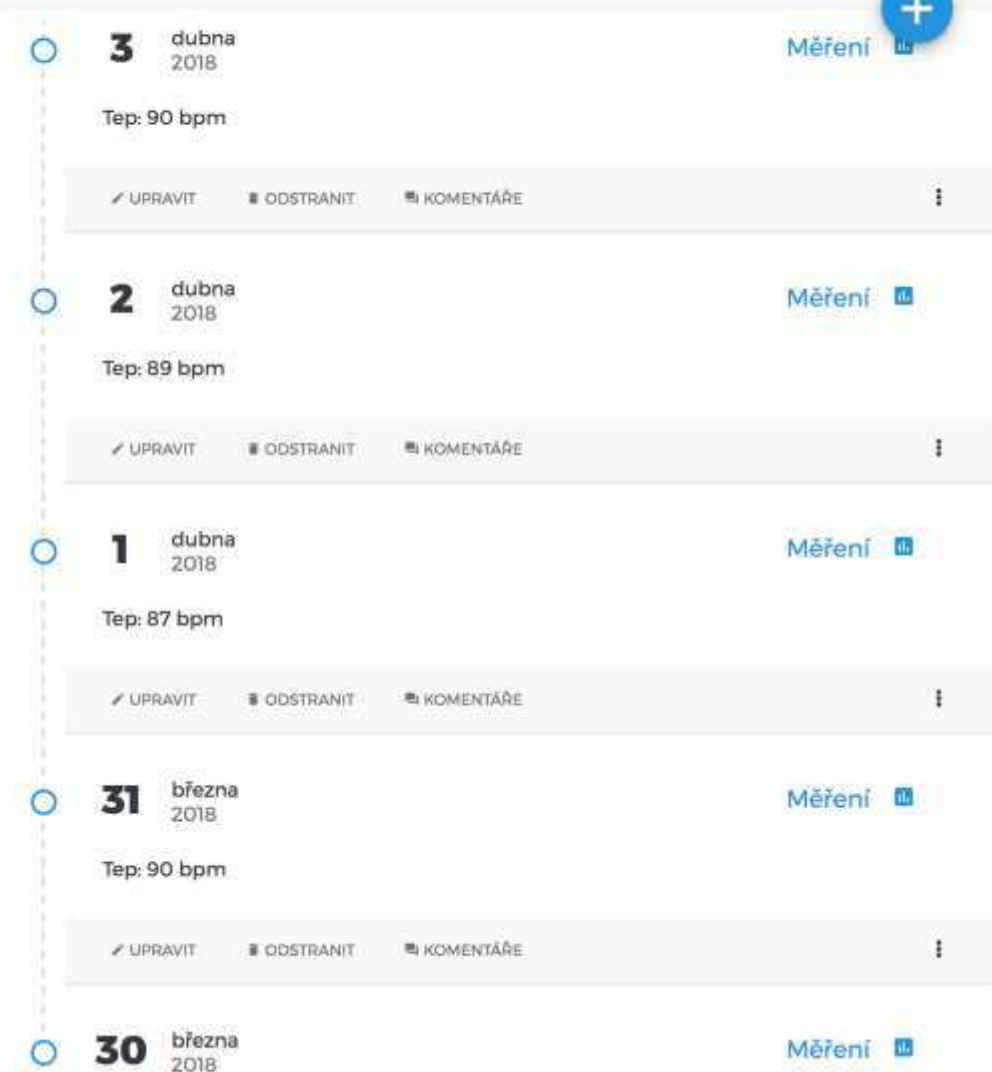 3 dubna Měření
2018
Tep: 90 bpm
UPRAVIT ODSTRANIT KOMENTÁŘE
2 dubna Měření
2018
Tep: 89 bpm
UPRAVIT ODSTRANIT KOMENTÁŘE
1 dubna Měření
2018
Tep: 87 bpm
UPRAVIT ODSTRANIT KOMENTÁŘE
31 března Měření
2018
Tep: 90 bpm
UPRAVIT ODSTRANIT KOMENTÁŘE
30 března Měření
2018